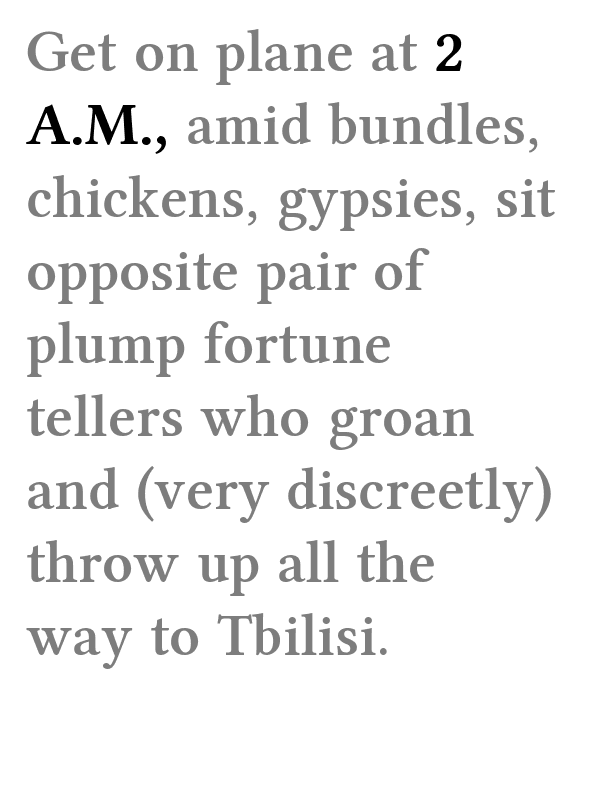 Get on plane at 2
A.M., amid bundles,
chickens, gypsies, sit
opposite pair of
plump fortune
tellers who groan
and (very discreetly)
throw up all the
way to Tbilisi.